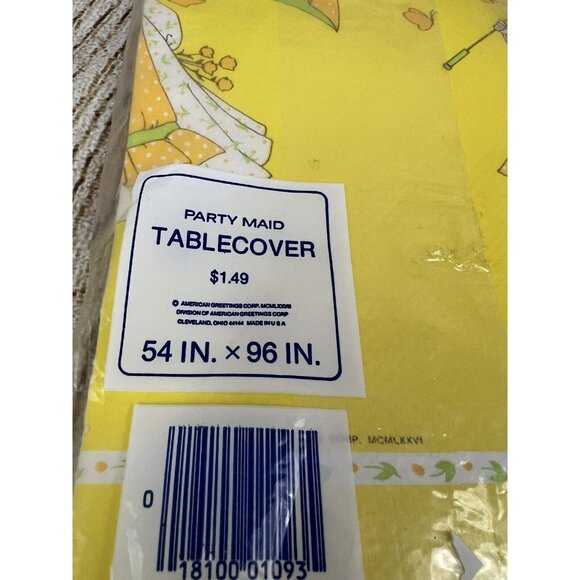 PARTY MAID
TABLECOVER
$1.49
© AMERICAN GREETINGS CORP. MCMLXXVII
DIVISION OF AMERICAN GREETINGS CORP
CLEVELAND, OHIO 44144 MADE IN U S A
54 IN. × 96 IN.
MCMLXXVI
0
18100 01093